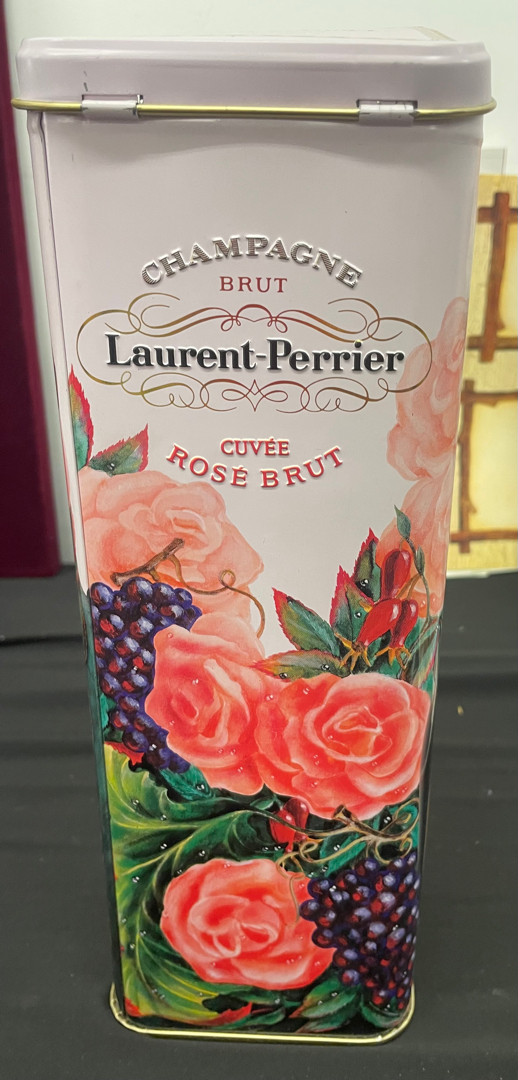 CHAMPAGNE
BRUT
Laurent-Perrier
CUVÉE
ROSÉ BRUT